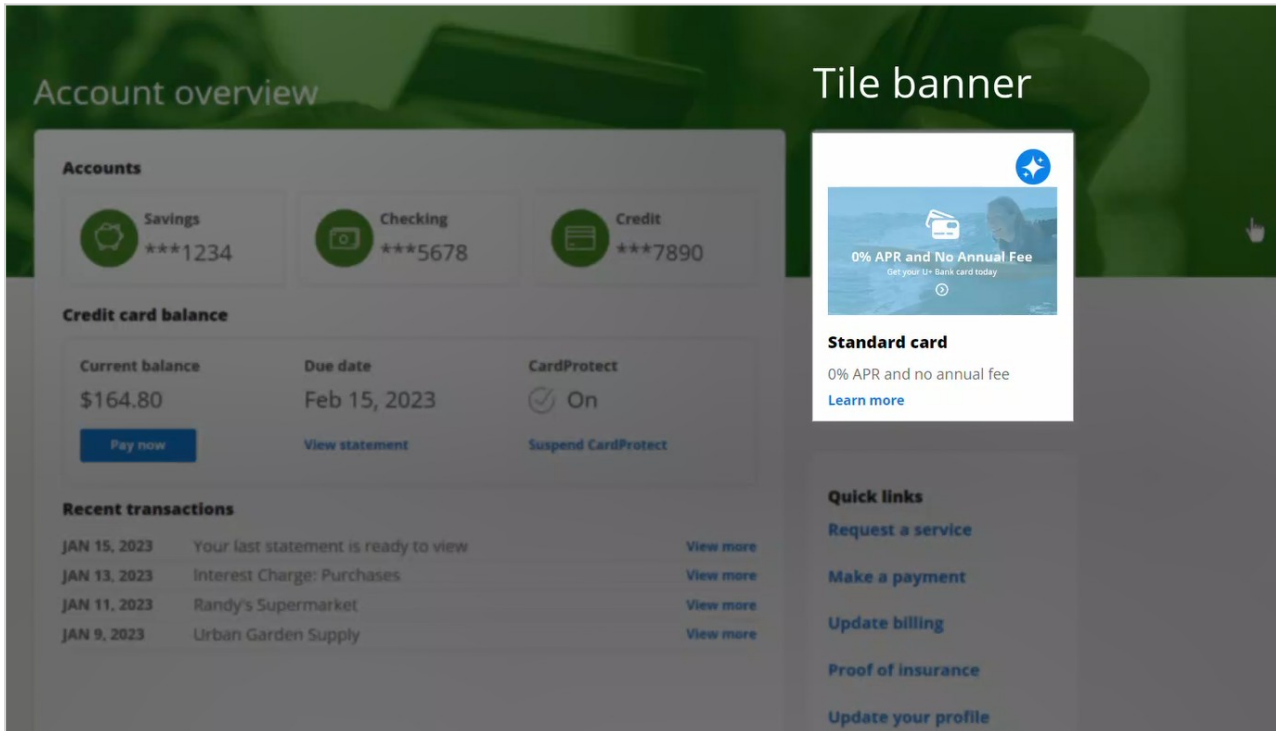 Account overview
Tile banner
Accounts
Savings
***1234
Checking
***5678
Credit
***7890
Credit card balance
Current balance
$164.80
Pay now
Due date
Feb 15, 2023
View statement
CardProtect
On
Suspend CardProtect
Recent transactions
JAN 15, 2023 Your last statement is ready to view View more
JAN 13, 2023 Interest Charge: Purchases View more
JAN 11, 2023 Randy's Supermarket View more
JAN 9, 2023 Urban Garden Supply View more
0% APR and No Annual Fee
Get your U+ Bank card today
Standard card
0% APR and no annual fee
Learn more
Quick links
Request a service
Make a payment
Update billing
Proof of insurance
Update your profile